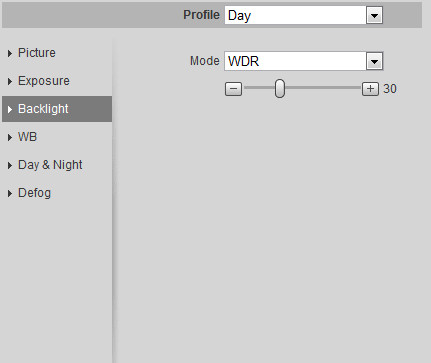 Profile Day
Picture
Mode WDR
Exposure
30
Backlight
WB
Day & Night
Defog